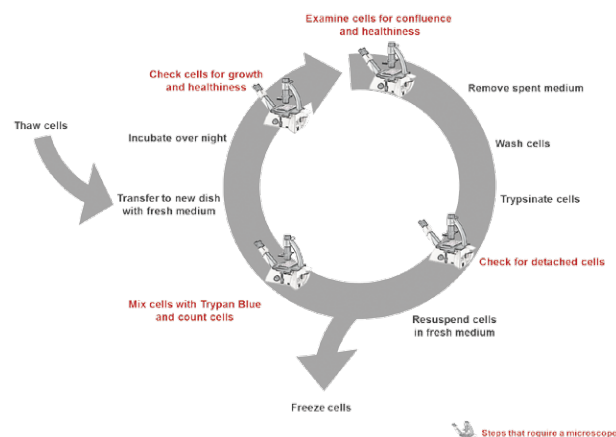 Examine cells for confluence
and healthiness
Check cells for growth
and healthiness
Remove spent medium
Thaw cells
Incubate over night
Wash cells
Transfer to new dish
with fresh medium
Trypsinate cells
Check for detached cells
Mix cells with Trypan Blue
and count cells
Resuspend cells
in fresh medium
Freeze cells
Steps that require a microscope